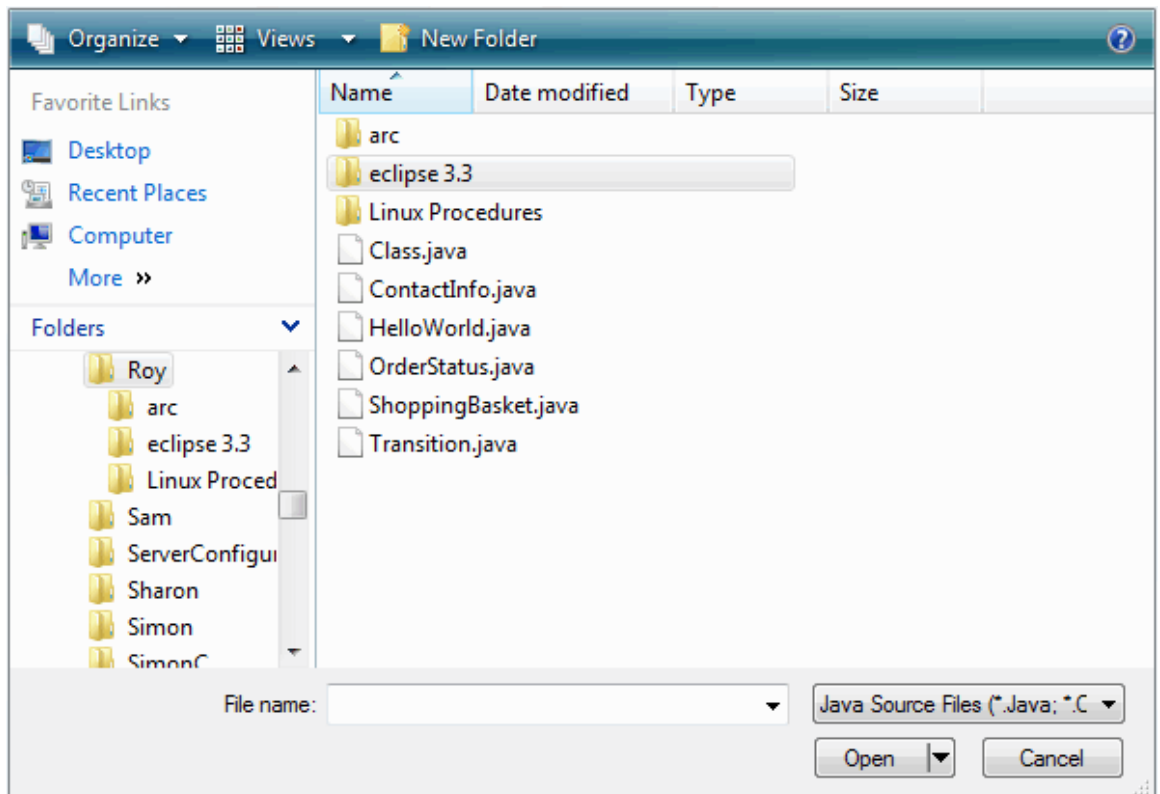 Organize Views New Folder
Favorite Links
Desktop
Recent Places
Computer
More »
Folders
Roy
arc
eclipse 3.3
Linux Proced
Sam
ServerConfigu
Sharon
Simon
SimonC
Name Date modified Type Size
arc
eclipse 3.3
Linux Procedures
Class.java
ContactInfo.java
HelloWorld.java
OrderStatus.java
ShoppingBasket.java
Transition.java
File name: Java Source Files (*.Java; *.C
Open Cancel